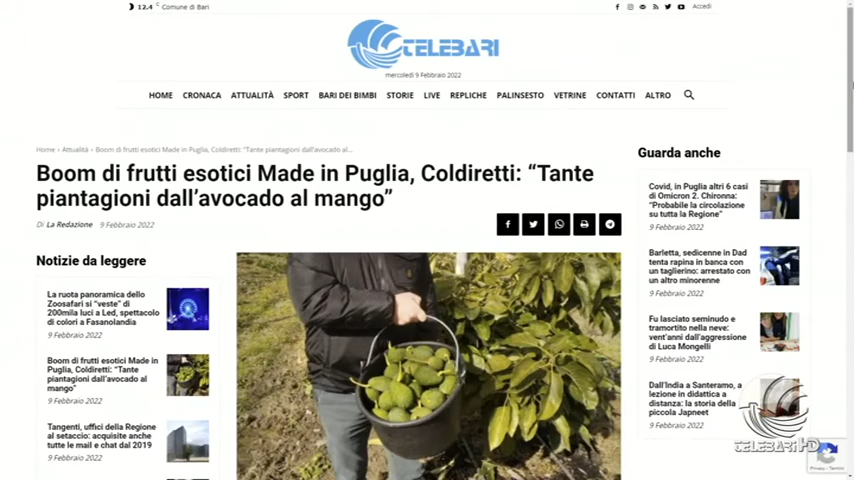 12.4 C Comune di Bari
Accedi
TELEBARI
mercoledì 9 Febbraio 2022
HOME CRONACA ATTUALITÀ SPORT BARI DEI BIMBI STORIE LIVE REPLICHE PALINSESTO VETRINE CONTATTI ALTRO
Home › Attualità › Boom di frutti esotici Made in Puglia, Coldiretti: "Tante piantagioni dall'avocado al...
Boom di frutti esotici Made in Puglia, Coldiretti: “Tante
piantagioni dall’avocado al mango”
Di La Redazione 9 Febbraio 2022
Notizie da leggere
La ruota panoramica dello
Zoosafari si “veste” di
200mila luci a Led, spettacolo
di colori a Fasanolandia
9 Febbraio 2022
Boom di frutti esotici Made in
Puglia, Coldiretti: “Tante
piantagioni dall’avocado al
mango”
9 Febbraio 2022
Tangenti, uffici della Regione
al setaccio: acquisite anche
tutte le mail e chat dal 2019
9 Febbraio 2022
Guarda anche
Covid, in Puglia altri 6 casi
di Omicron 2. Chironna:
“Probabile la circolazione
su tutta la Regione”
9 Febbraio 2022
Barletta, sedicenne in Dad
tenta rapina in banca con
un taglierino: arrestato con
un altro minorenne
9 Febbraio 2022
Fu lasciato seminudo e
tramortito nella neve:
vent’anni dall’aggressione
di Luca Mongelli
9 Febbraio 2022
Dall’India a Santeramo, a
lezione in didattica a
distanza: la storia della
piccola Japneet
9 Febbraio 2022
TELEBARI HD
Privacy - Termini